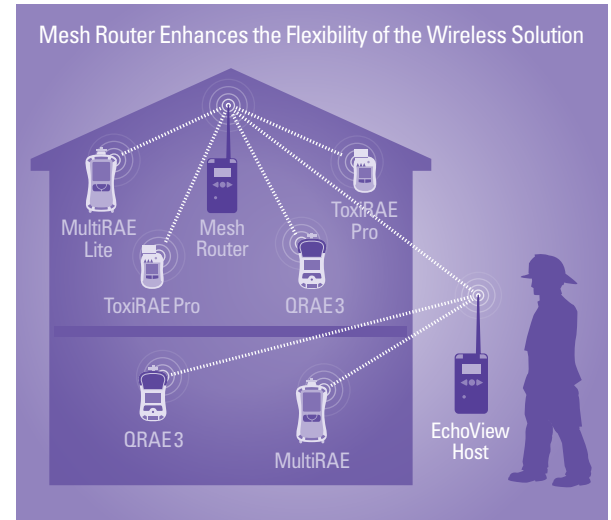 Mesh Router Enhances the Flexibility of the Wireless Solution
MultiRAE
Lite
Mesh
Router
ToxiRAE
Pro
ToxiRAE Pro
QRAE 3
QRAE 3
MultiRAE
EchoView
Host